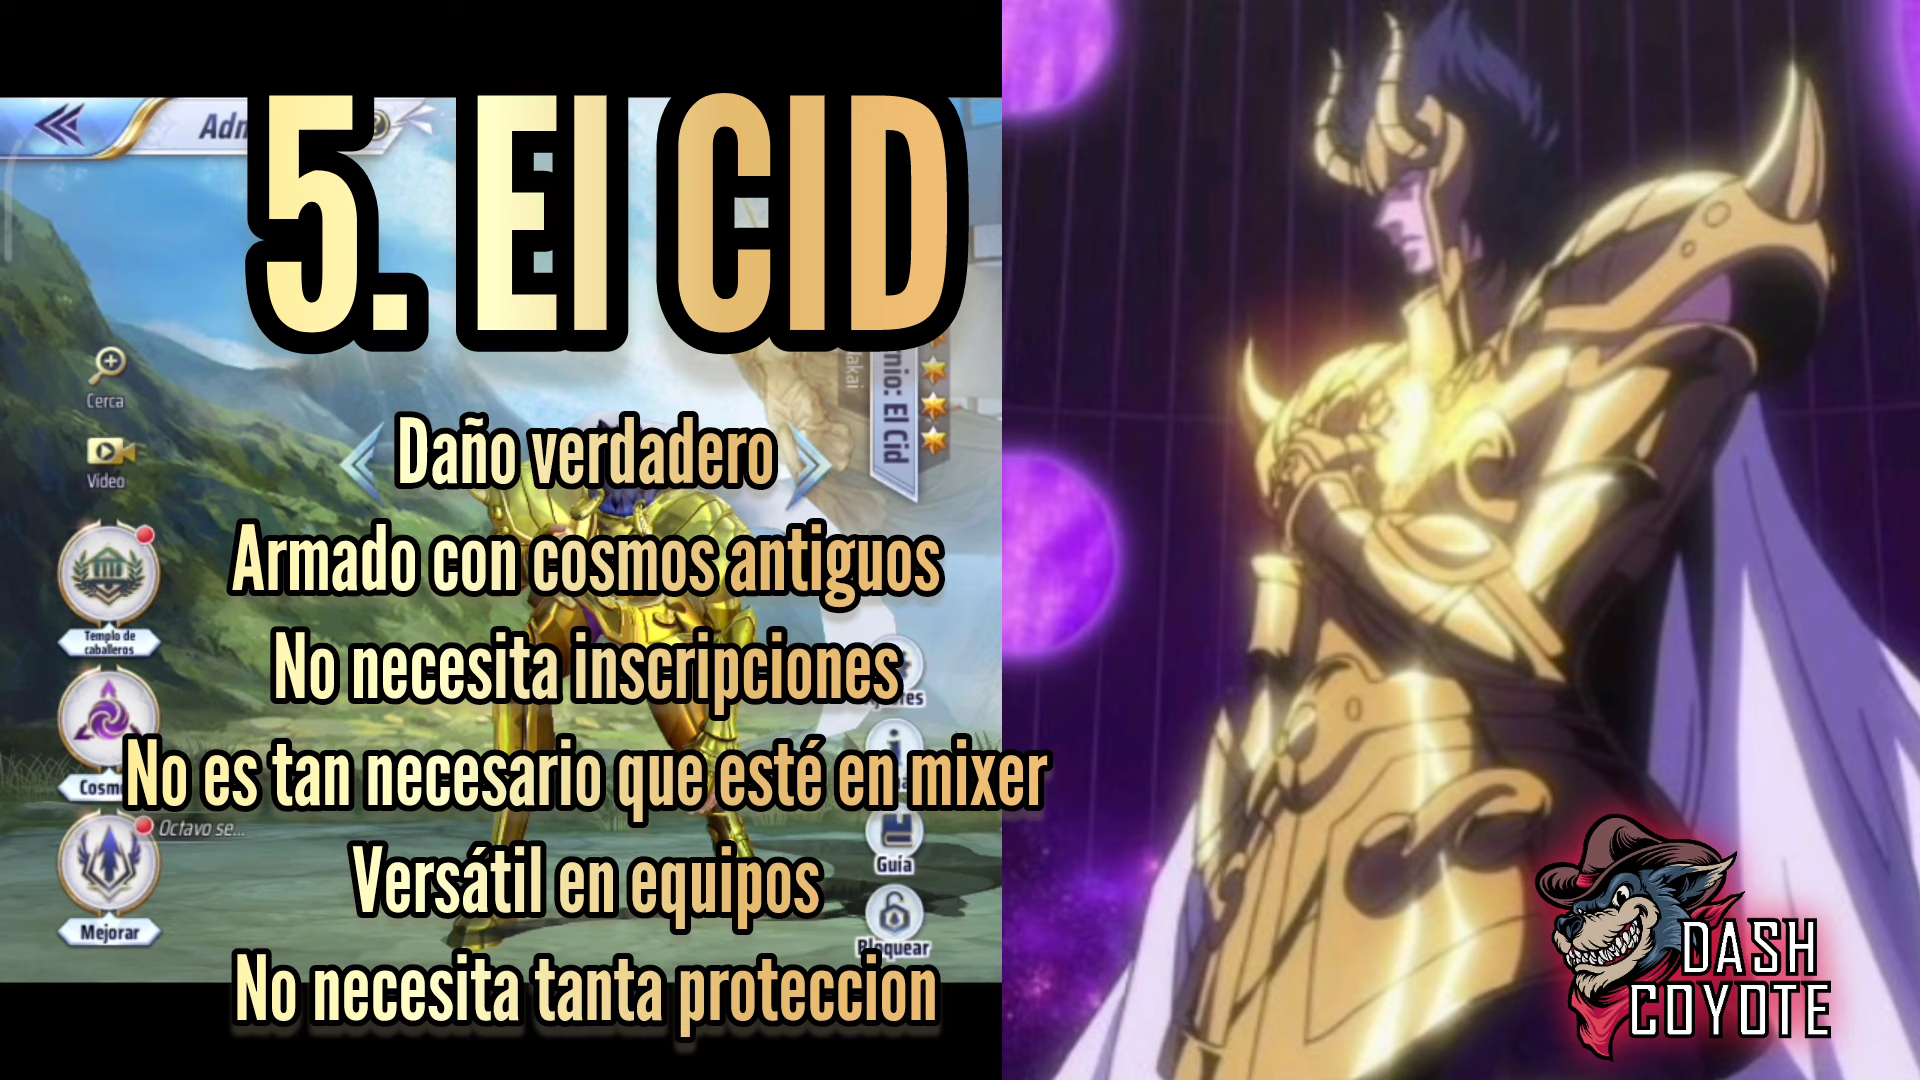 5. El CID
Cerca
Video
El Cid
Daño verdadero
Armado con cosmos antiguos
Templo de
caballeros
No necesita inscripciones
No es tan necesario que esté en mixer
Octavo se...
Versátil en equipos
Guía
Mejorar
Bloquear
No necesita tanta proteccion
DASH
COYOTE